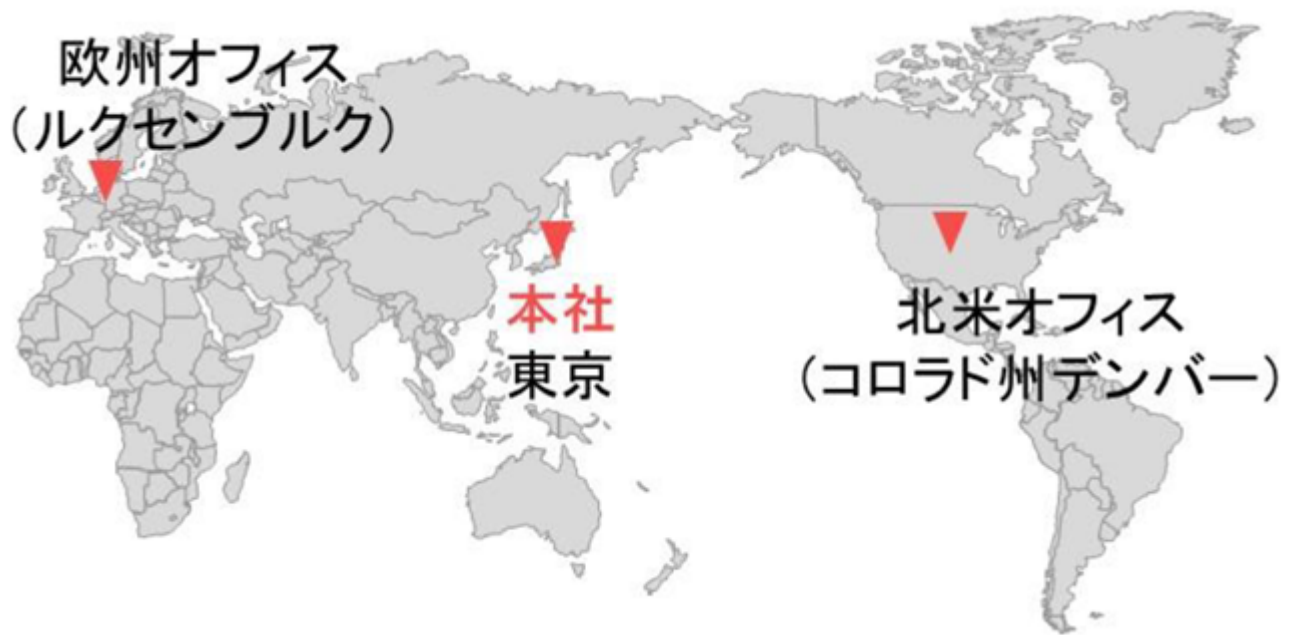 欧州オフィス
（ルクセンブルク）
本社
東京
北米オフィス
（コロラド州デンバー）